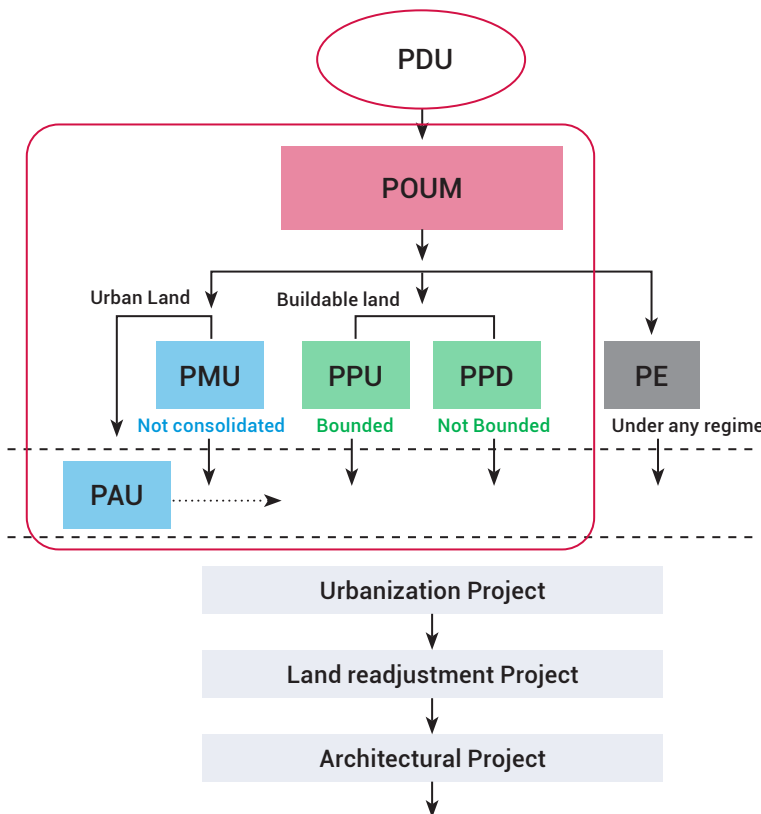 PDU
POUM
Urban Land
Buildable land
PMU
PPU
PPD
PE
Not consolidated
Bounded
Not Bounded
Under any regime
PAU
Urbanization Project
Land readjustment Project
Architectural Project